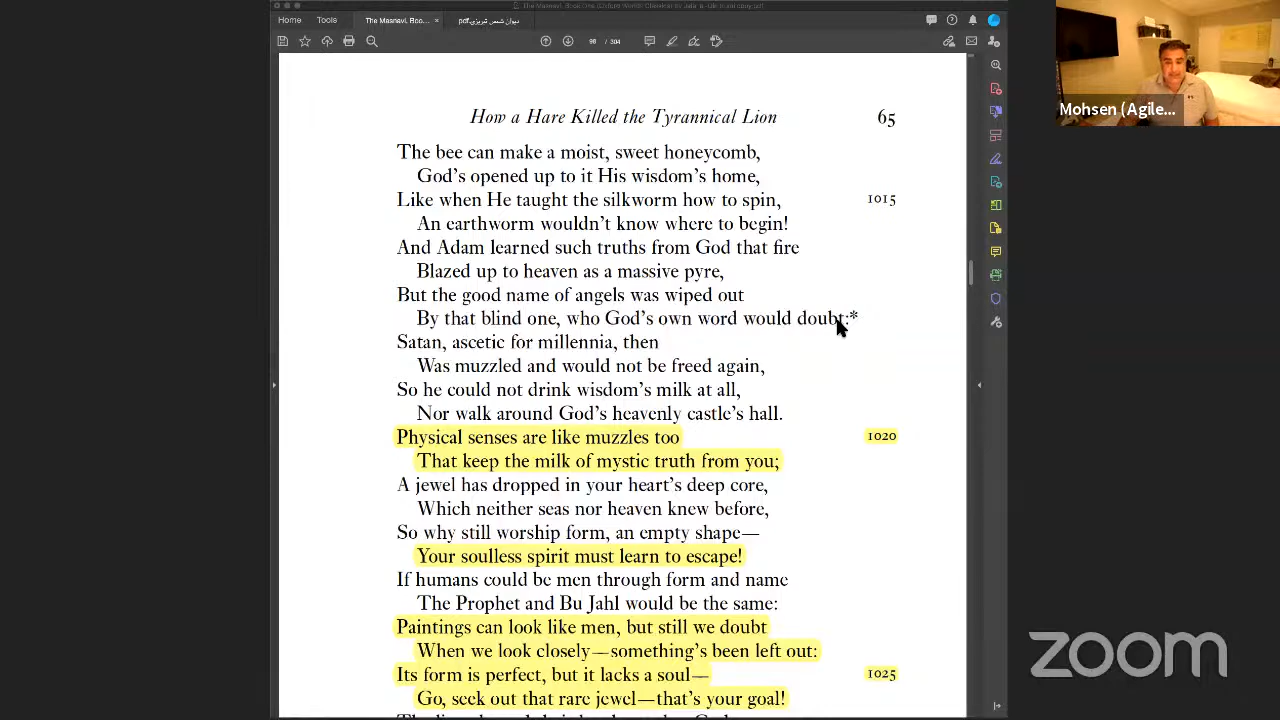 Home Tools The Masnavi, Boo... × دیوان شمس تبریزی.pdf
98 / 304
Mohsen (Agile...
How a Hare Killed the Tyrannical Lion 65
The bee can make a moist, sweet honeycomb,
God's opened up to it His wisdom's home,
Like when He taught the silkworm how to spin, 1015
An earthworm wouldn't know where to begin!
And Adam learned such truths from God that fire
Blazed up to heaven as a massive pyre,
But the good name of angels was wiped out
By that blind one, who God's own word would doubt:*
Satan, ascetic for millennia, then
Was muzzled and would not be freed again,
So he could not drink wisdom's milk at all,
Nor walk around God's heavenly castle's hall.
Physical senses are like muzzles too 1020
That keep the milk of mystic truth from you;
A jewel has dropped in your heart's deep core,
Which neither seas nor heaven knew before,
So why still worship form, an empty shape—
Your soulless spirit must learn to escape!
If humans could be men through form and name
The Prophet and Bu Jahl would be the same:
Paintings can look like men, but still we doubt
When we look closely—something's been left out:
Its form is perfect, but it lacks a soul— 1025
Go, seek out that rare jewel—that's your goal!
zoom